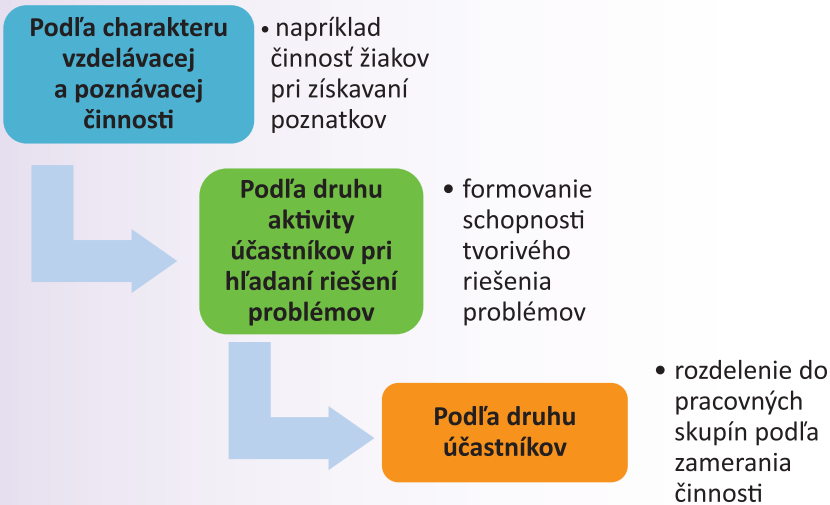 Podľa charakteru
vzdelávacej
a poznávacej
činnosti
• napríklad
činnosť žiakov
pri získavaní
poznatkov
Podľa druhu
aktivity
účastníkov pri
hľadaní riešení
problémov
• formovanie
schopnosti
tvorivého
riešenia
problémov
Podľa druhu
účastníkov
• rozdelenie do
pracovných
skupín podľa
zamerania
činnosti